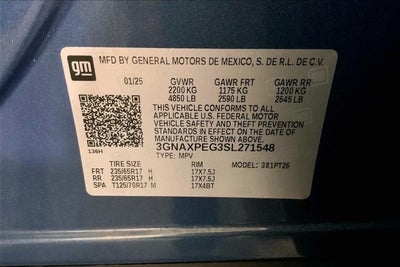 gm MFD BY GENERAL MOTORS DE MEXICO, S. DE R.L. DE C.V.
01/25 GVWR GAWR FRT GAWR RR
2200 KG 1175 KG 1200 KG
4850 LB 2590 LB 2645 LB
THIS VEHICLE CONFORMS TO ALL
APPLICABLE U.S. FEDERAL MOTOR
VEHICLE SAFETY AND THEFT
PREVENTION STANDARDS IN EFFECT
ON THE DATE OF MANUFACTURE
SHOWN ABOVE.
136H 3GNAXPEG3SL271548
TYPE: MPV
TIRE SIZE RIM MODEL: 3B1PT26
FRT 235/65R17 H 17X7.5J
RR 235/65R17 H 17X7.5J
SPA T125/70R17 M 17X4BT